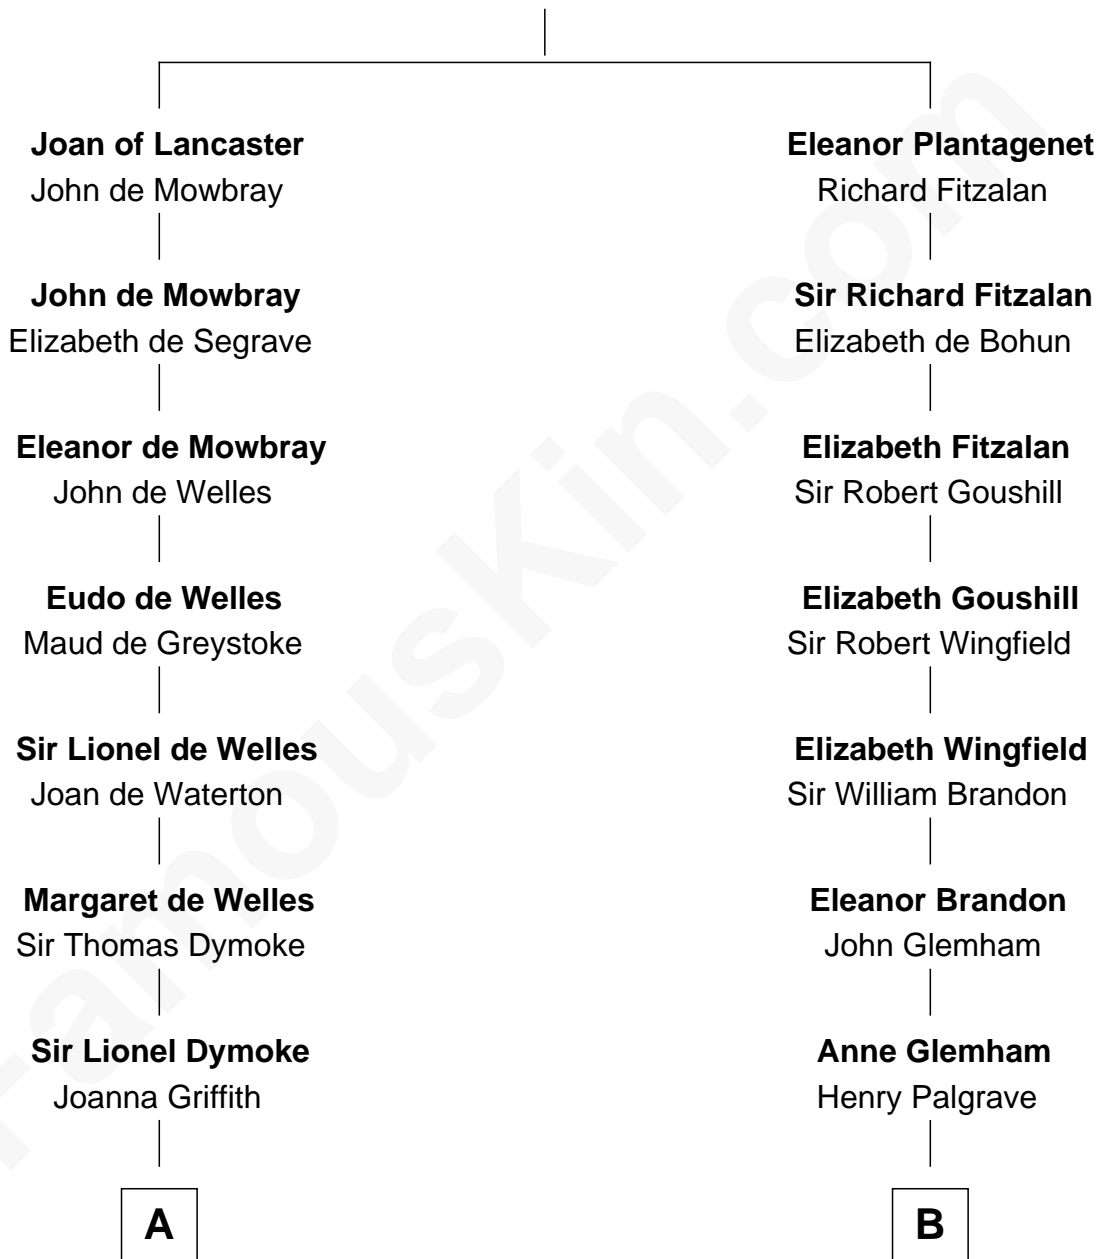 Joan of Lancaster
John de Mowbray
John de Mowbray
Elizabeth de Segrave
Eleanor de Mowbray
John de Welles
Eudo de Welles
Maud de Greystoke
Sir Lionel de Welles
Joan de Waterton
Margaret de Welles
Sir Thomas Dymoke
Sir Lionel Dymoke
Joanna Griffith
A
Eleanor Plantagenet
Richard Fitzalan
Sir Richard Fitzalan
Elizabeth de Bohun
Elizabeth Fitzalan
Sir Robert Goushill
Elizabeth Goushill
Sir Robert Wingfield
Elizabeth Wingfield
Sir William Brandon
Eleanor Brandon
John Glemham
Anne Glemham
Henry Palgrave
B
FamousKin.com